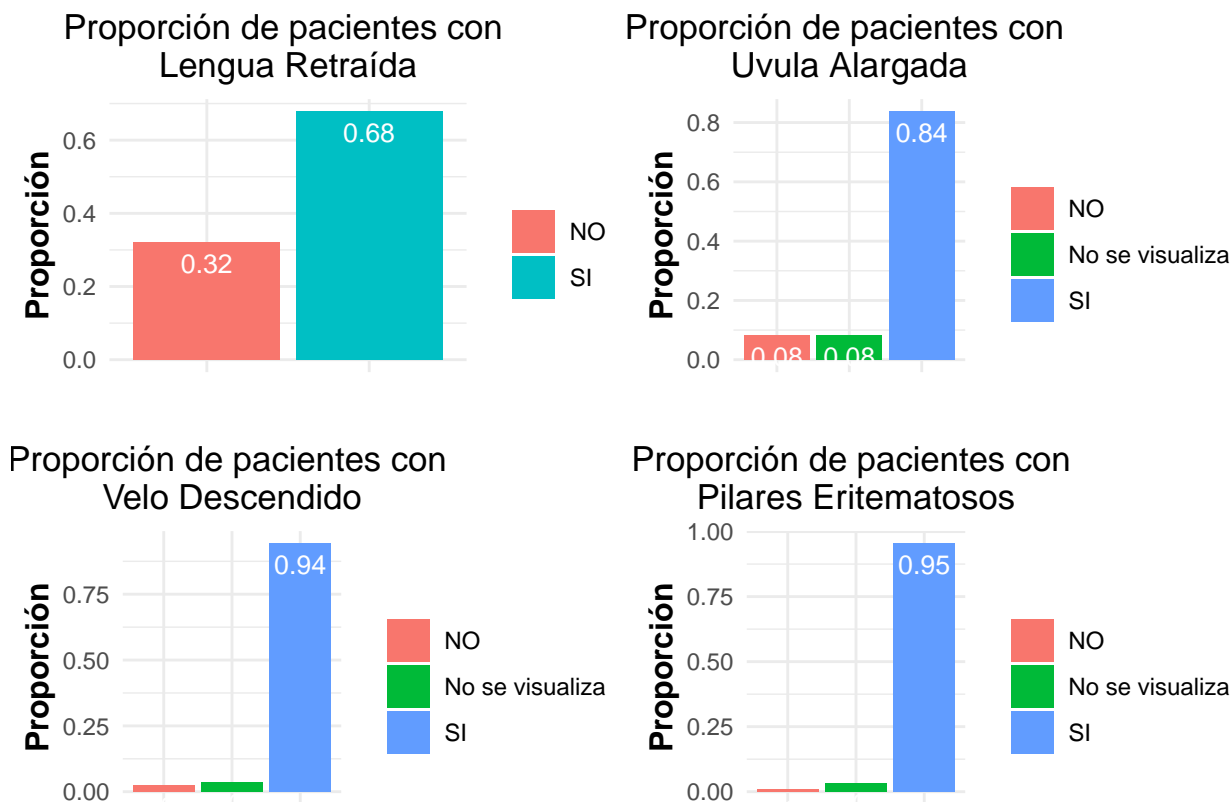 Proporción de pacientes con
Lengua Retraída
Proporción
0.6
0.4
0.2
0.0
0.32
0.68
NO
SI
Proporción de pacientes con
Uvula Alargada
Proporción
0.8
0.6
0.4
0.2
0.0
0.08
0.08
0.84
NO
No se visualiza
SI
Proporción de pacientes con
Velo Descendido
Proporción
0.75
0.50
0.25
0.00
0.94
NO
No se visualiza
SI
Proporción de pacientes con
Pilares Eritematosos
Proporción
1.00
0.75
0.50
0.25
0.00
0.95
NO
No se visualiza
SI